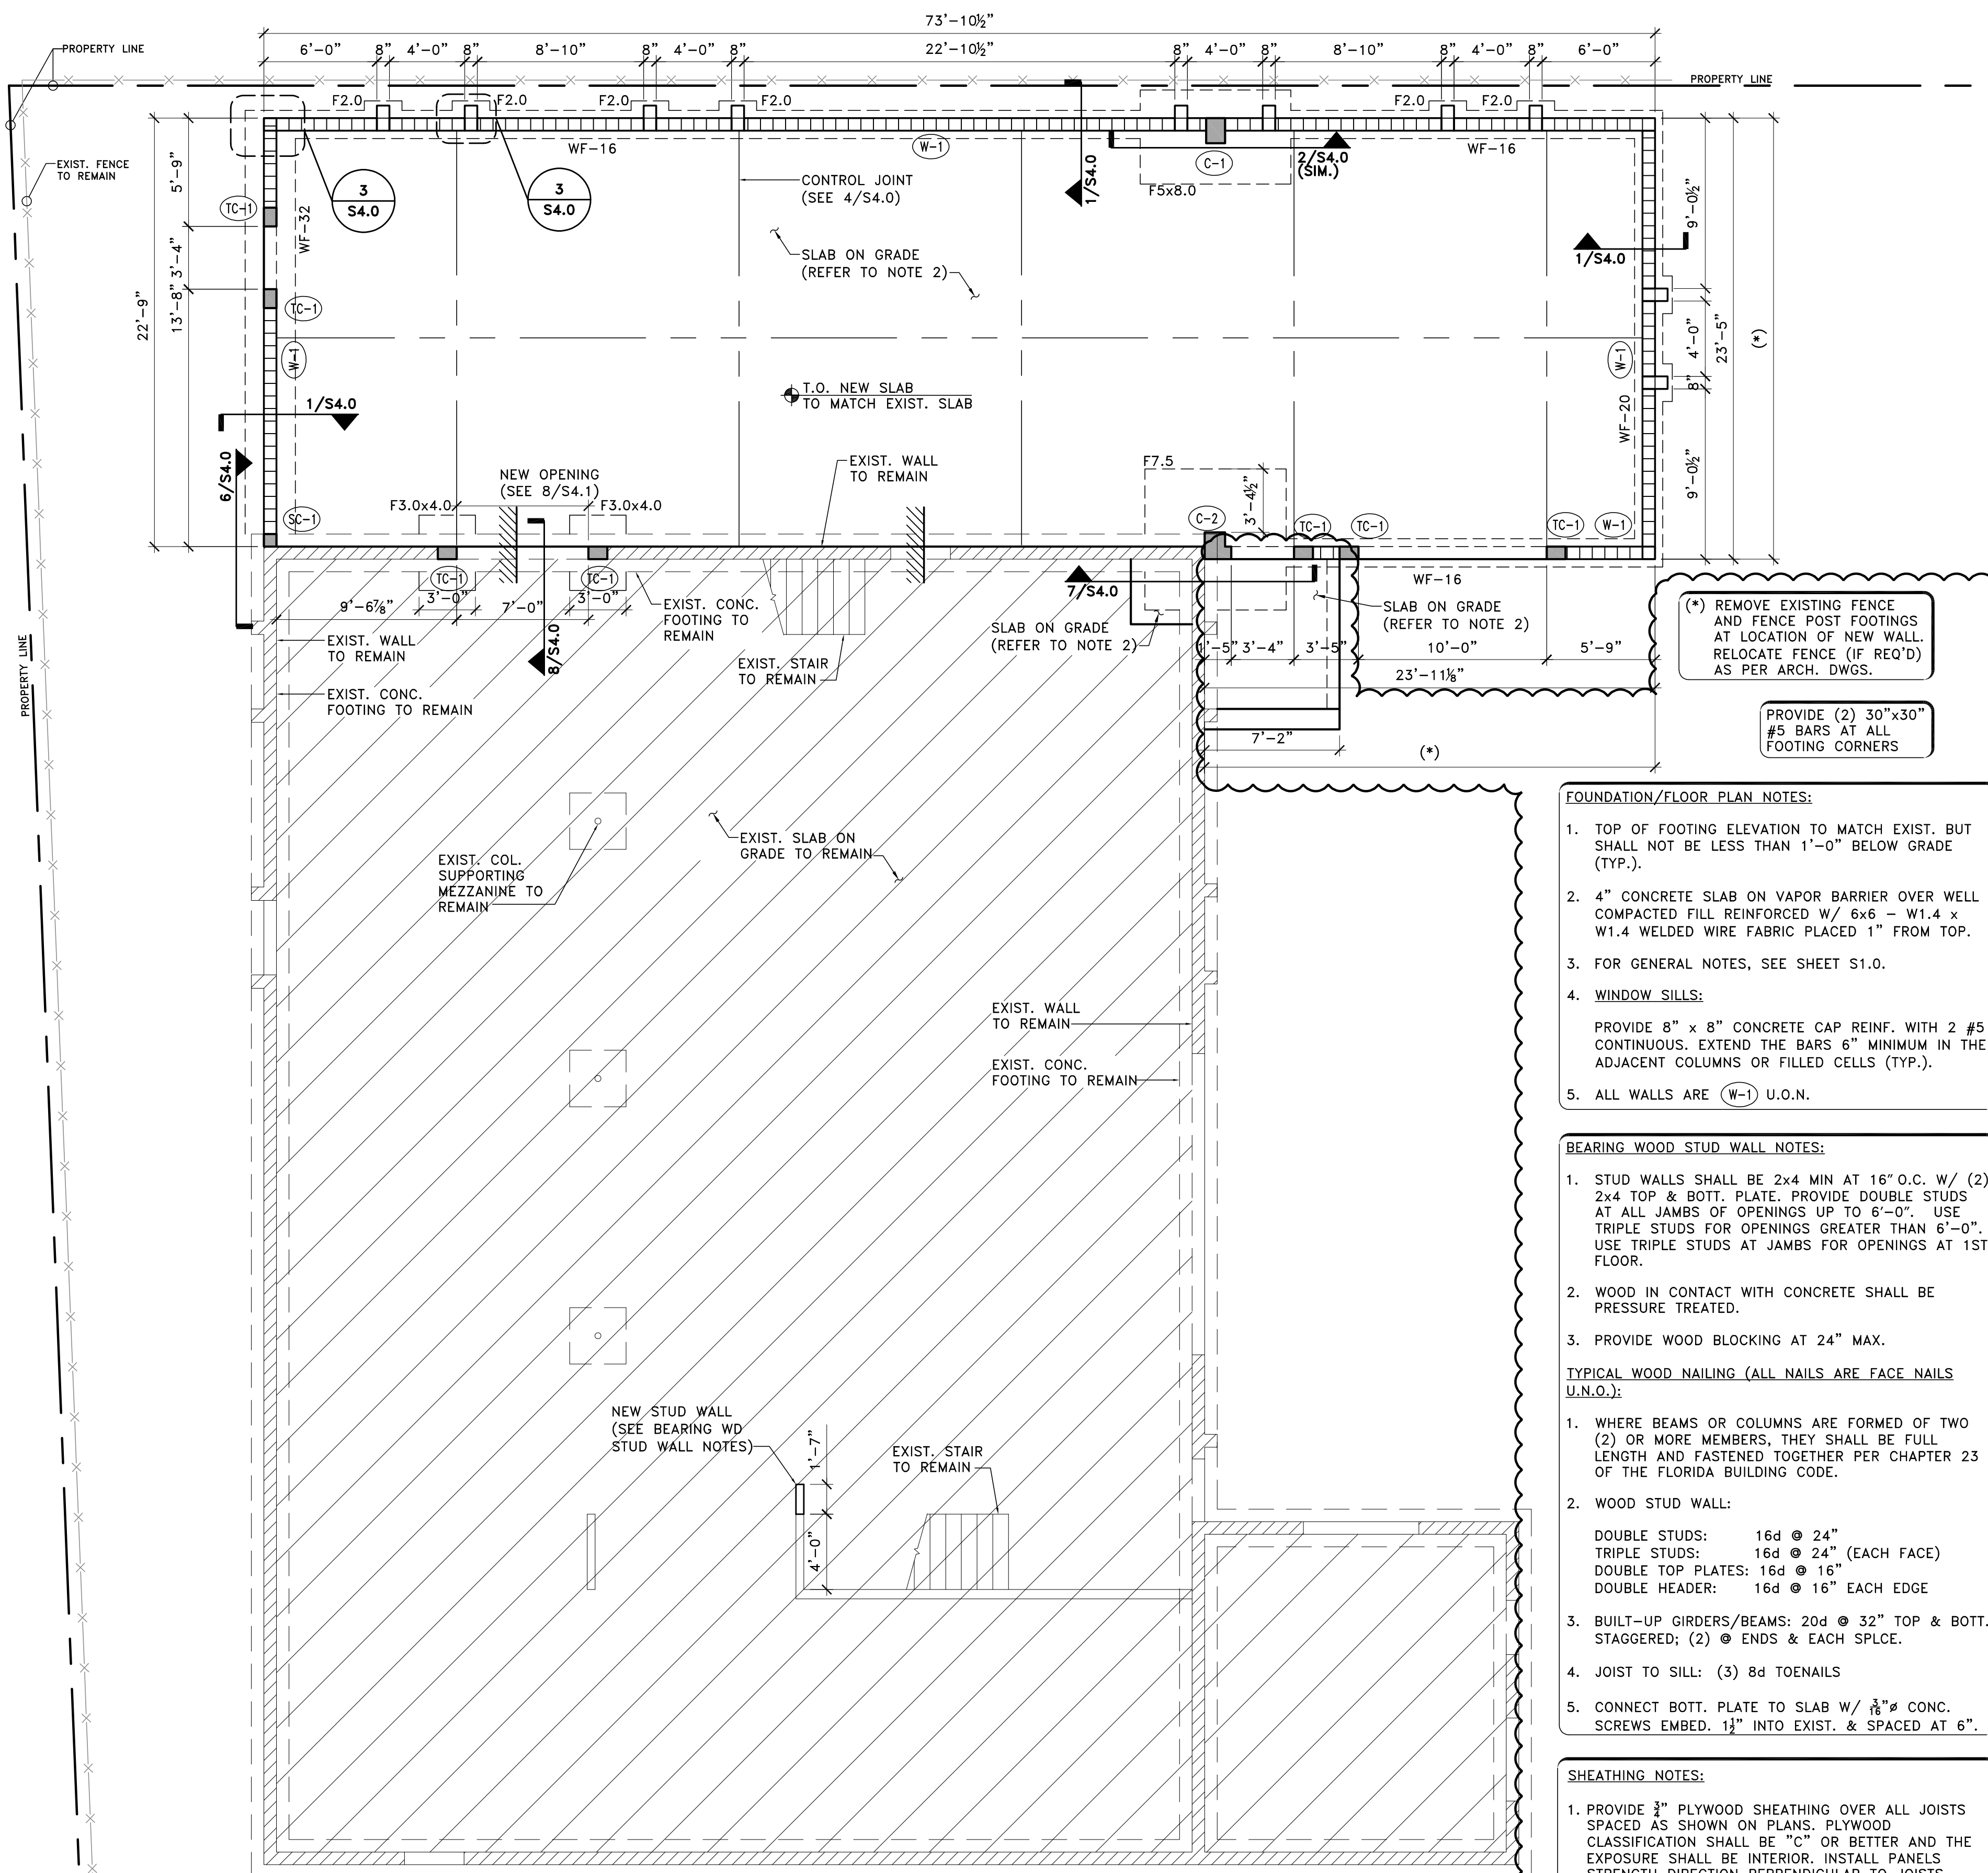 73'-10½"
6'-0" 8" 4'-0" 8" 8'-10" 8" 4'-0" 8" 22'-10½" 8" 4'-0" 8" 8'-10" 8" 4'-0" 8" 6'-0"
PROPERTY LINE
PROPERTY LINE
F2.0 F2.0 F2.0 F2.0 F2.0 F2.0
EXIST. FENCE
TO REMAIN
5'-9"
3'-4"
13'-8"
22'-9"
TC-1
WF-32
3
S4.0
3
S4.0
WF-16
W-1
CONTROL JOINT
(SEE 4/S4.0)
1/S4.0
C-1
2/S4.0
(SIM.)
F5x8.0
WF-16
SLAB ON GRADE
(REFER TO NOTE 2)
1/S4.0
9'-0½"
4'-0"
8"
9'-0½"
23'-5"
(*)
TC-1
W-1
W-1
WF-20
T.O. NEW SLAB
TO MATCH EXIST. SLAB
1/S4.0
6/S4.0
NEW OPENING
(SEE 8/S4.1)
EXIST. WALL
TO REMAIN
F7.5
3'-4½"
F3.0x4.0 F3.0x4.0
SC-1
C-2
TC-1
TC-1
TC-1
W-1
TC-1
TC-1
3'-0"
3'-0"
9'-6⅞"
7'-0"
8/S4.0
7/S4.0
WF-16
EXIST. CONC.
FOOTING TO
REMAIN
SLAB ON GRADE
(REFER TO NOTE 2)
SLAB ON GRADE
(REFER TO NOTE 2)
EXIST. WALL
TO REMAIN
EXIST. STAIR
TO REMAIN
EXIST. CONC.
FOOTING TO REMAIN
1'-5" 3'-4" 3'-5" 10'-0" 5'-9"
23'-11⅛"
7'-2"
(*)
PROPERTY LINE
(*) REMOVE EXISTING FENCE
AND FENCE POST FOOTINGS
AT LOCATION OF NEW WALL.
RELOCATE FENCE (IF REQ'D)
AS PER ARCH. DWGS.
PROVIDE (2) 30"x30"
#5 BARS AT ALL
FOOTING CORNERS
EXIST. COL.
SUPPORTING
MEZZANINE TO
REMAIN
EXIST. SLAB ON
GRADE TO REMAIN
EXIST. WALL
TO REMAIN
EXIST. CONC.
FOOTING TO REMAIN
NEW STUD WALL
(SEE BEARING WD
STUD WALL NOTES)
1'-7"
4'-0"
EXIST. STAIR
TO REMAIN
FOUNDATION/FLOOR PLAN NOTES:
1. TOP OF FOOTING ELEVATION TO MATCH EXIST. BUT
SHALL NOT BE LESS THAN 1'-0" BELOW GRADE
(TYP.).
2. 4" CONCRETE SLAB ON VAPOR BARRIER OVER WELL
COMPACTED FILL REINFORCED W/ 6x6 - W1.4 x
W1.4 WELDED WIRE FABRIC PLACED 1" FROM TOP.
3. FOR GENERAL NOTES, SEE SHEET S1.0.
4. WINDOW SILLS:
PROVIDE 8" x 8" CONCRETE CAP REINF. WITH 2 #5
CONTINUOUS. EXTEND THE BARS 6" MINIMUM IN THE
ADJACENT COLUMNS OR FILLED CELLS (TYP.).
5. ALL WALLS ARE W-1 U.O.N.
BEARING WOOD STUD WALL NOTES:
1. STUD WALLS SHALL BE 2x4 MIN AT 16" O.C. W/ (2)
2x4 TOP & BOTT. PLATE. PROVIDE DOUBLE STUDS
AT ALL JAMBS OF OPENINGS UP TO 6'-0". USE
TRIPLE STUDS FOR OPENINGS GREATER THAN 6'-0".
USE TRIPLE STUDS AT JAMBS FOR OPENINGS AT 1ST
FLOOR.
2. WOOD IN CONTACT WITH CONCRETE SHALL BE
PRESSURE TREATED.
3. PROVIDE WOOD BLOCKING AT 24" MAX.
TYPICAL WOOD NAILING (ALL NAILS ARE FACE NAILS
U.N.O.):
1. WHERE BEAMS OR COLUMNS ARE FORMED OF TWO
(2) OR MORE MEMBERS, THEY SHALL BE FULL
LENGTH AND FASTENED TOGETHER PER CHAPTER 23
OF THE FLORIDA BUILDING CODE.
2. WOOD STUD WALL:
DOUBLE STUDS: 16d @ 24"
TRIPLE STUDS: 16d @ 24" (EACH FACE)
DOUBLE TOP PLATES: 16d @ 16"
DOUBLE HEADER: 16d @ 16" EACH EDGE
3. BUILT-UP GIRDERS/BEAMS: 20d @ 32" TOP & BOTT.
STAGGERED; (2) @ ENDS & EACH SPLCE.
4. JOIST TO SILL: (3) 8d TOENAILS
5. CONNECT BOTT. PLATE TO SLAB W/ 3/16"ø CONC.
SCREWS EMBED. 1½" INTO EXIST. & SPACED AT 6".
SHEATHING NOTES:
1. PROVIDE ¾" PLYWOOD SHEATHING OVER ALL JOISTS
SPACED AS SHOWN ON PLANS. PLYWOOD
CLASSIFICATION SHALL BE "C" OR BETTER AND THE
EXPOSURE SHALL BE INTERIOR. INSTALL PANELS
STRENGTH DIRECTION PERPENDICULAR TO JOISTS